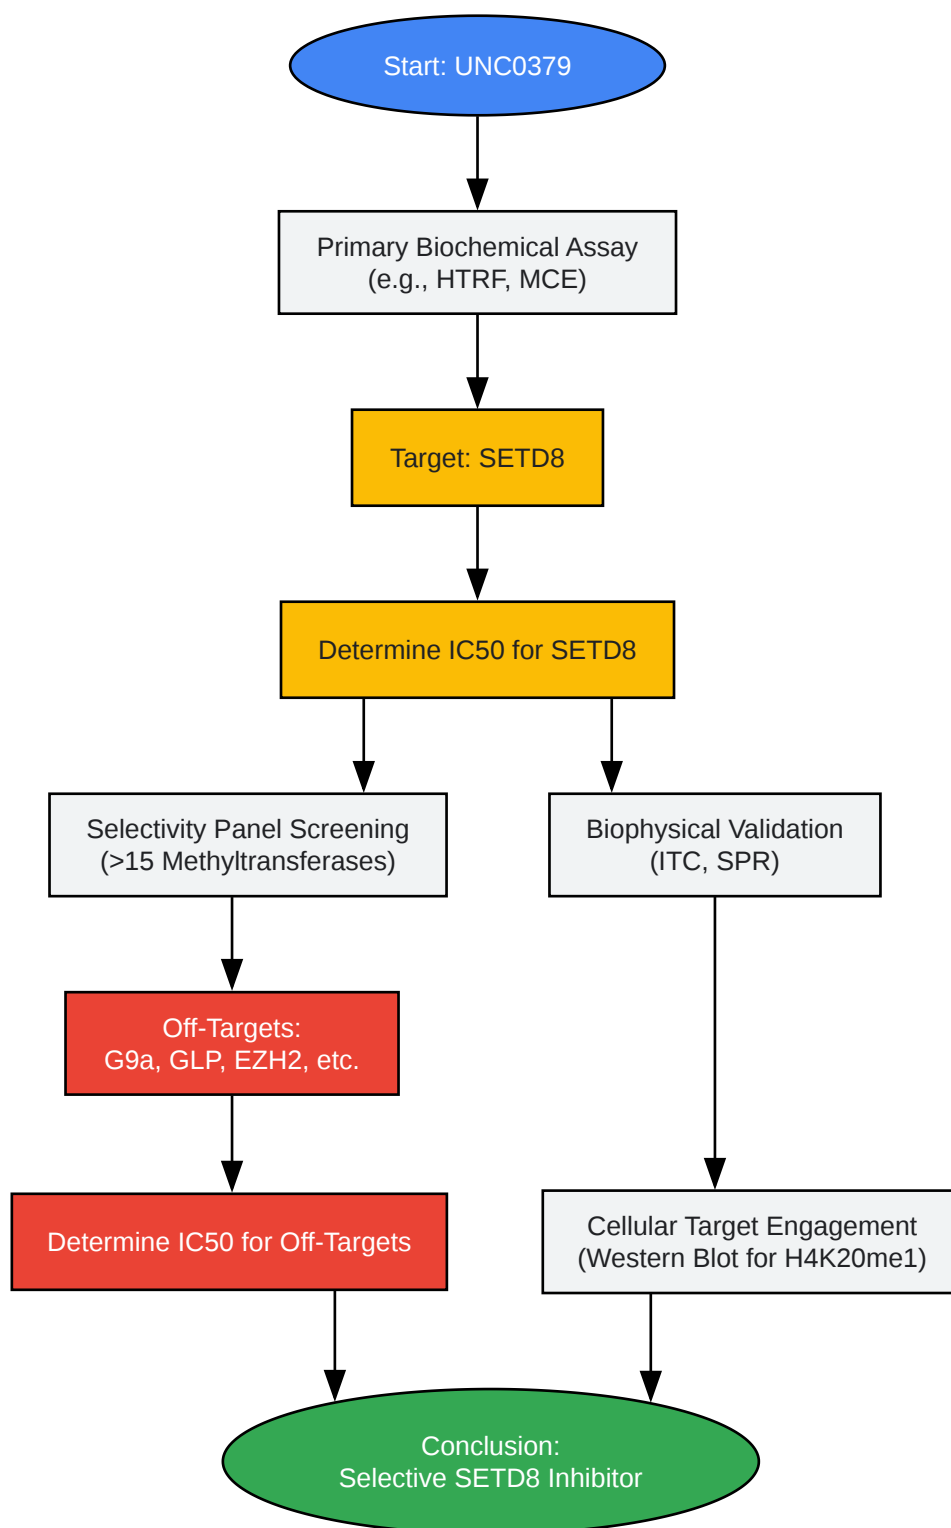 Start: UNC0379
Primary Biochemical Assay
(e.g., HTRF, MCE)
Target: SETD8
Determine IC50 for SETD8
Selectivity Panel Screening
(>15 Methyltransferases)
Biophysical Validation
(ITC, SPR)
Off-Targets:
G9a, GLP, EZH2, etc.
Determine IC50 for Off-Targets
Cellular Target Engagement
(Western Blot for H4K20me1)
Conclusion:
Selective SETD8 Inhibitor